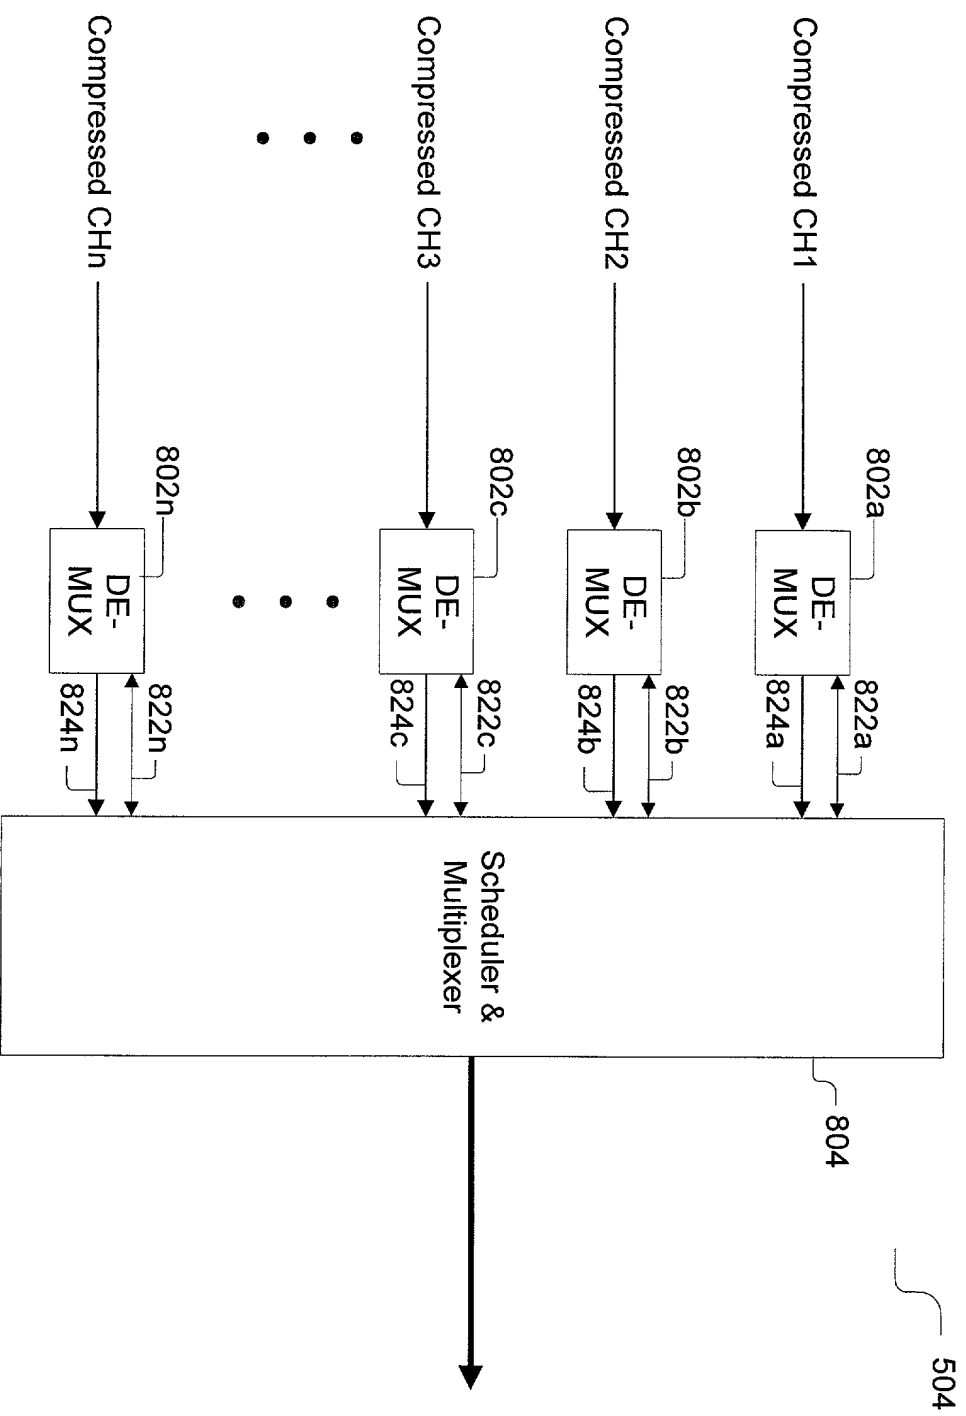 504
804
Compressed CH1
802a
DE-
MUX
822a
824a
Compressed CH2
802b
DE-
MUX
822b
824b
Compressed CH3
802c
DE-
MUX
822c
824c
Scheduler &
Multiplexer
Compressed CHn
802n
DE-
MUX
822n
824n